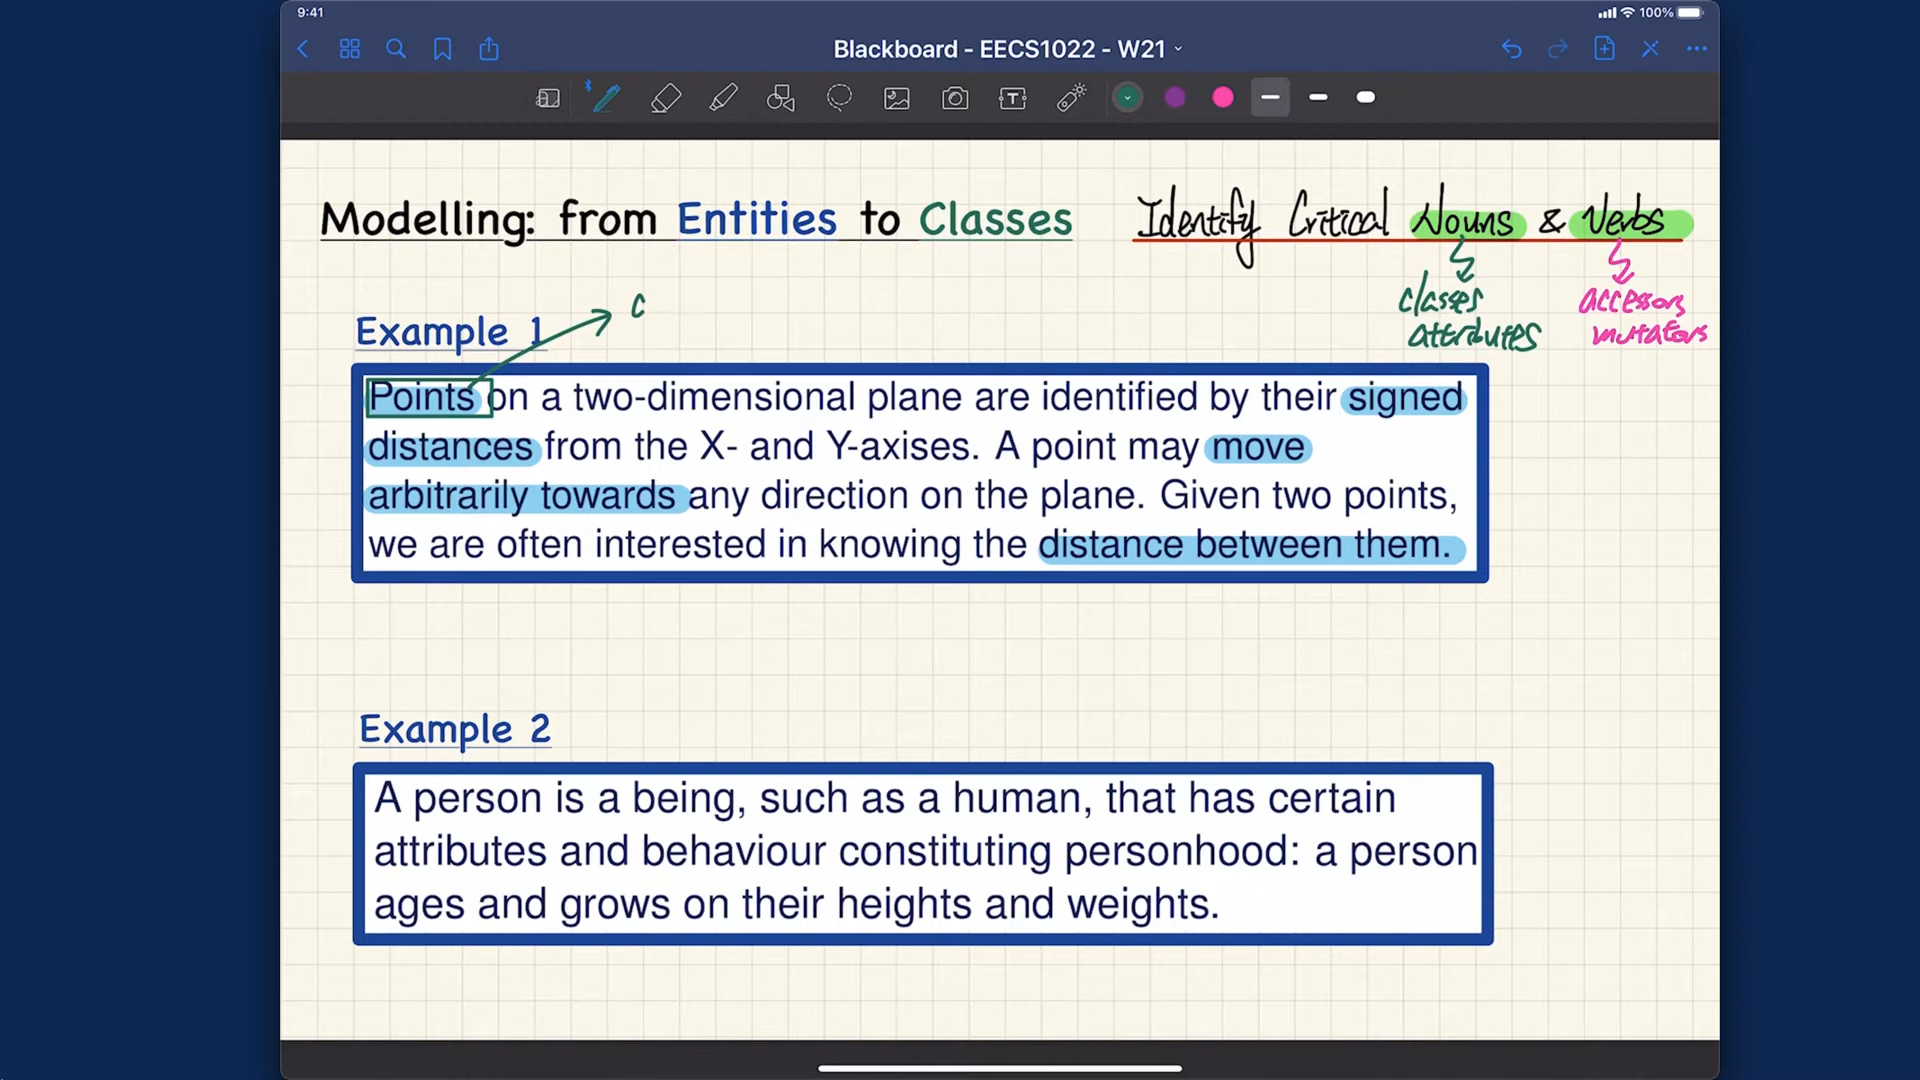 9:41
100%
Blackboard - EECS1022 - W21
Modelling: from Entities to Classes
Identify Critical Nouns & Verbs
classes
attributes
accessors
mutators
c
Example 1
Points on a two-dimensional plane are identified by their signed
distances from the X- and Y-axises. A point may move
arbitrarily towards any direction on the plane. Given two points,
we are often interested in knowing the distance between them.
Example 2
A person is a being, such as a human, that has certain
attributes and behaviour constituting personhood: a person
ages and grows on their heights and weights.